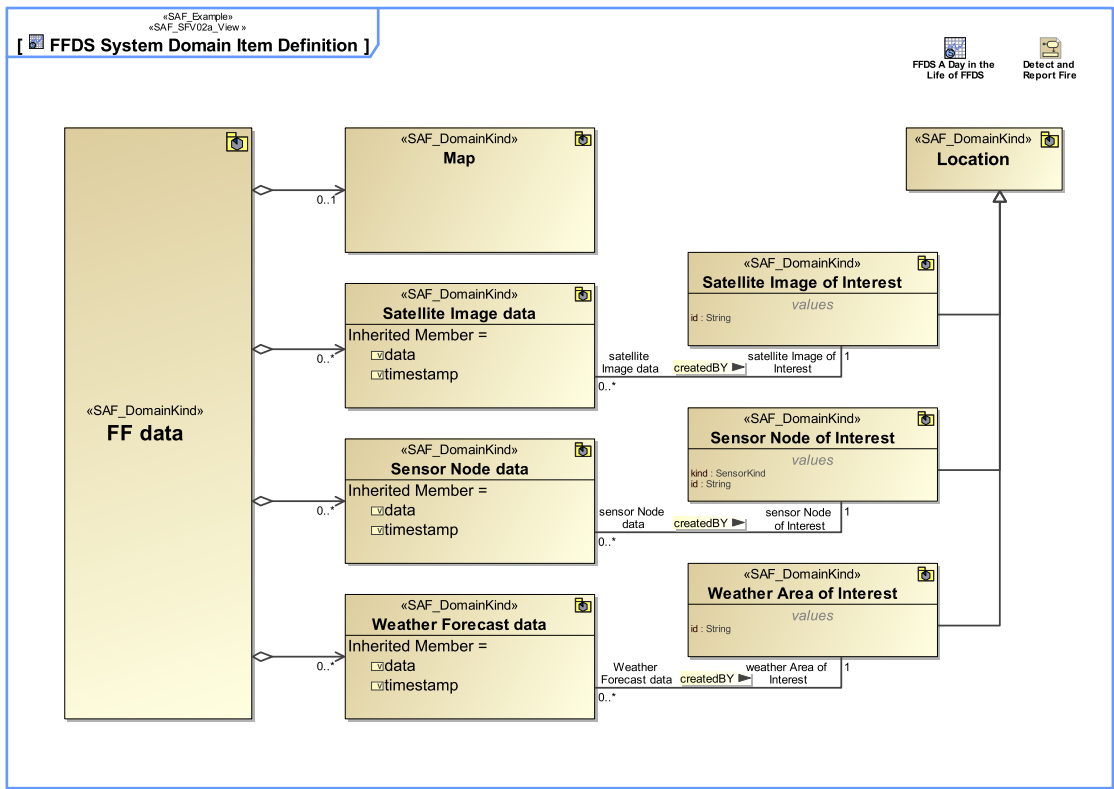 «SAF_Example»
«SAF_SFV02a_View »
[ FFDS System Domain Item Definition ]
FFDS A Day in the
Life of FFDS
Detect and
Report Fire
«SAF_DomainKind»
FF data
«SAF_DomainKind»
Map
0..1
«SAF_DomainKind»
Location
«SAF_DomainKind»
Satellite Image data
Inherited Member =
data
timestamp
0..*
«SAF_DomainKind»
Satellite Image of Interest
values
id : String
satellite
Image data
0..*
createdBY
satellite Image of
Interest
1
«SAF_DomainKind»
Sensor Node data
Inherited Member =
data
timestamp
0..*
«SAF_DomainKind»
Sensor Node of Interest
values
kind : SensorKind
id : String
sensor Node
data
0..*
createdBY
sensor Node
of Interest
1
«SAF_DomainKind»
Weather Forecast data
Inherited Member =
data
timestamp
0..*
«SAF_DomainKind»
Weather Area of Interest
values
id : String
Weather
Forecast data
0..*
createdBY
weather Area of
Interest
1